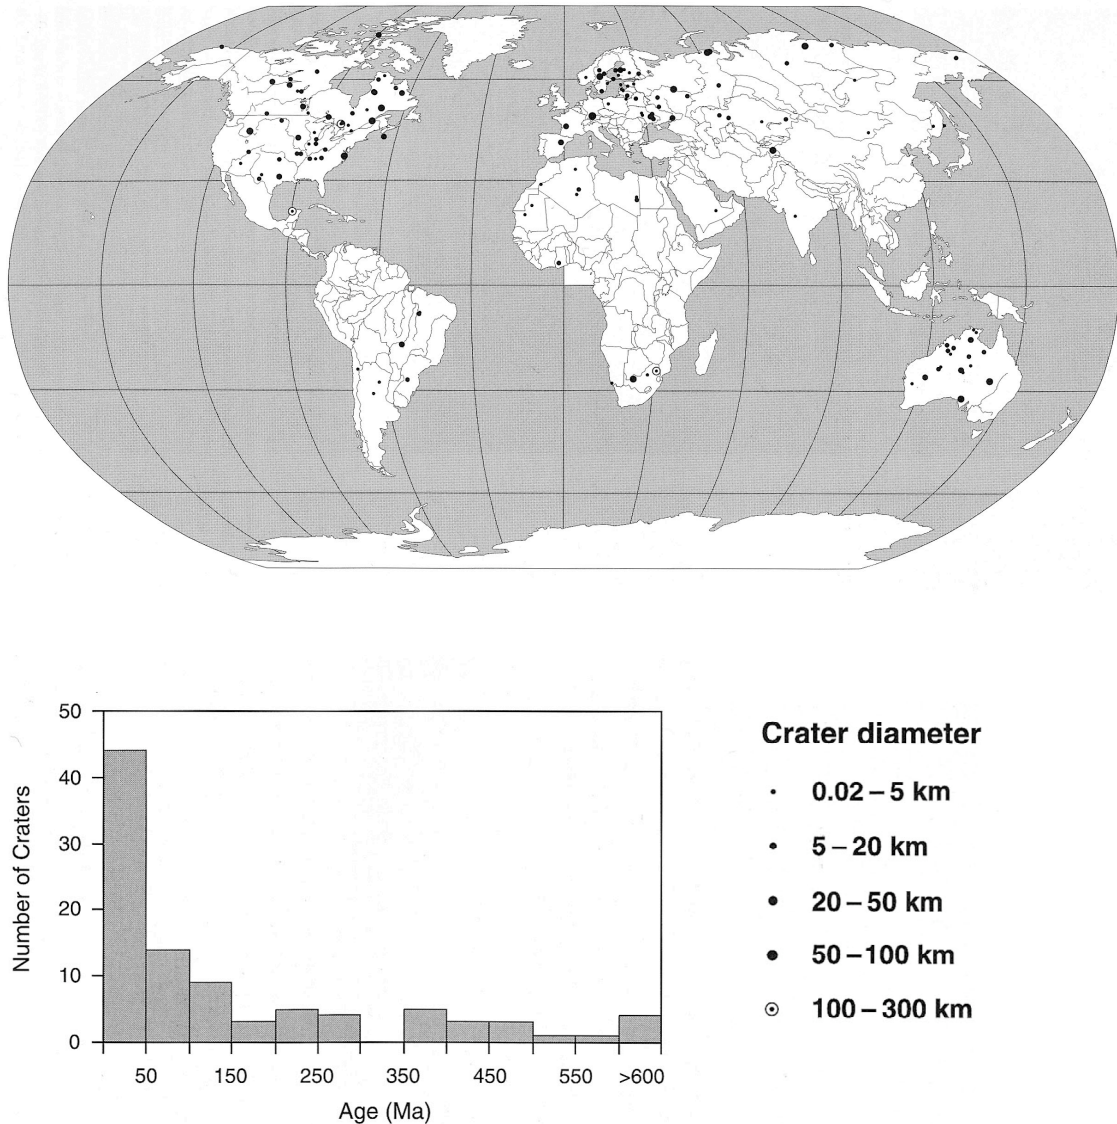 50
40
30
20
10
0
Number of Craters
50 150 250 350 450 550 >600
Age (Ma)
Crater diameter
0.02 – 5 km
5 – 20 km
20 – 50 km
50 – 100 km
100 – 300 km